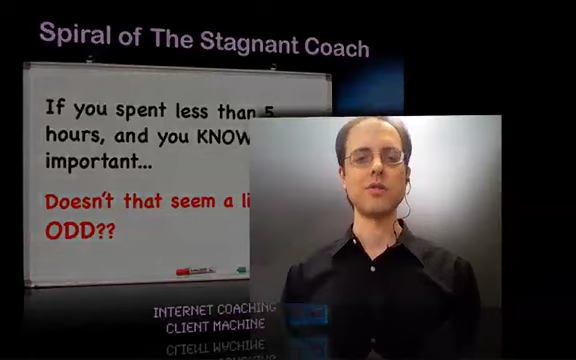 Spiral of The Stagnant Coach
If you spent less than 5
hours, and you KNOW
important...
Doesn't that seem a
ODD??
INTERNET COACHING
CLIENT MACHINE